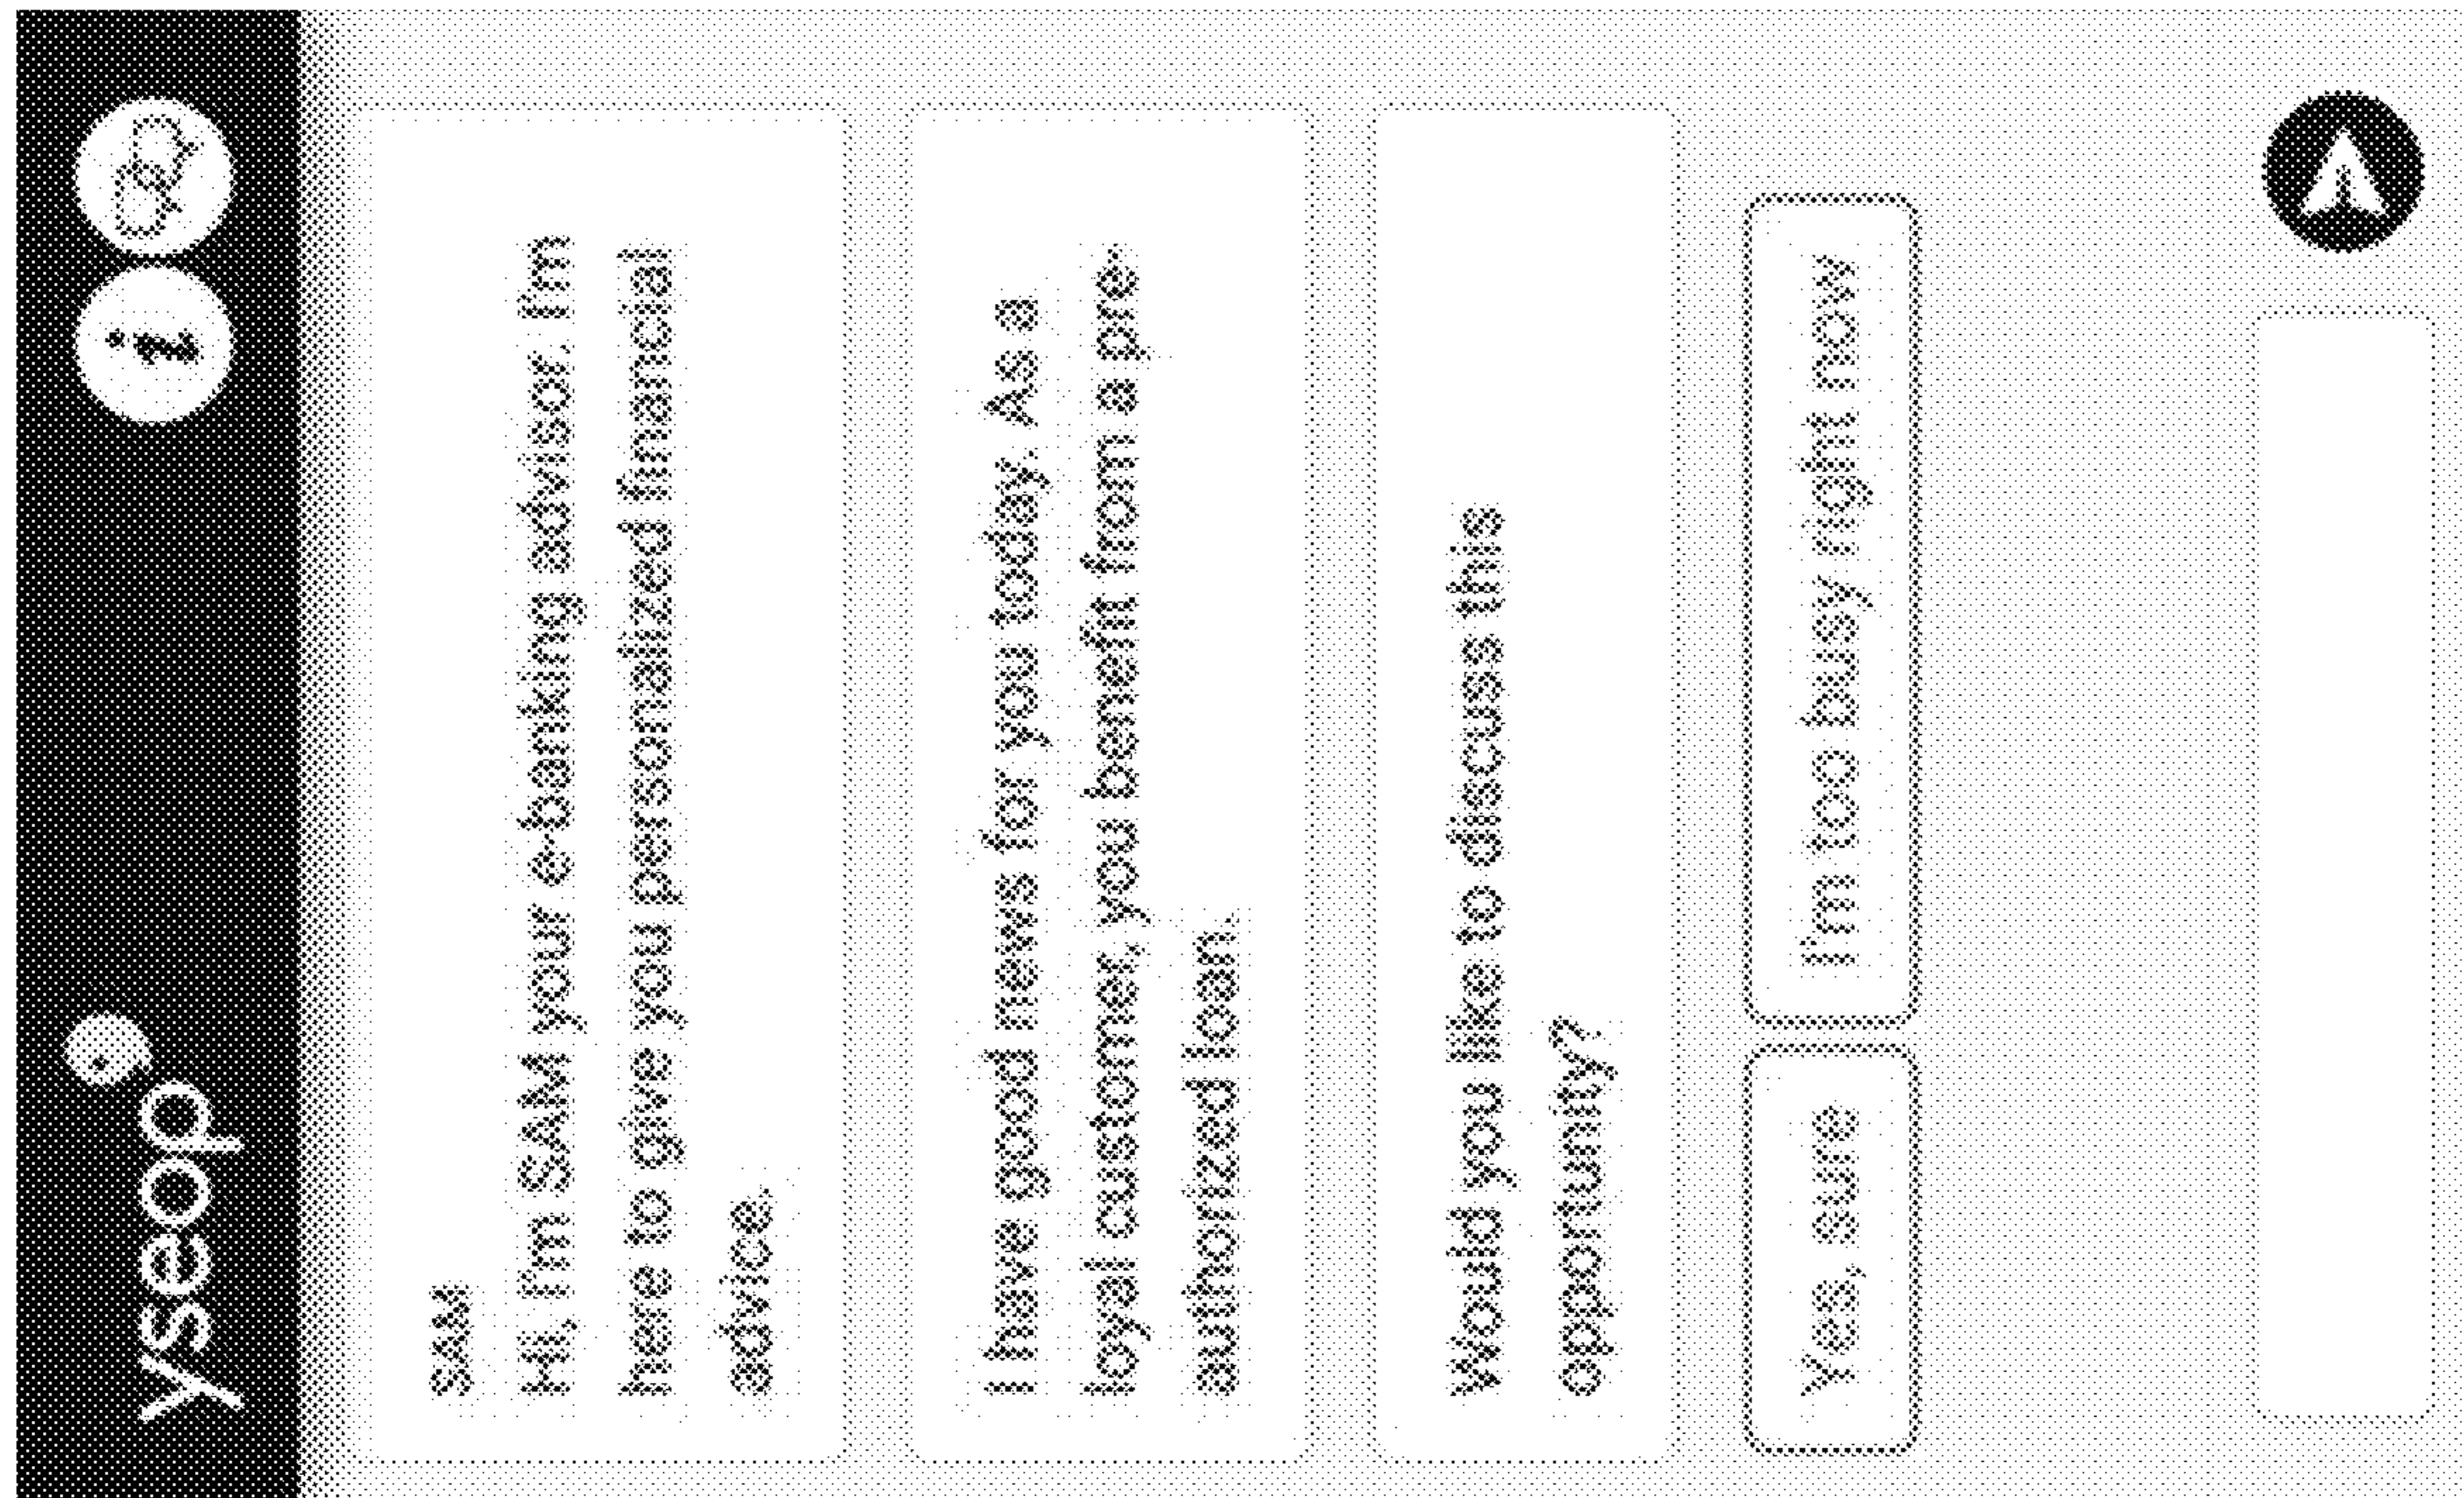 yseop
i
SAM
Hi, I'm SAM your e-banking advisor. I'm
here to give you personalized financial
advice.
I have good news for you today. As a
loyal customer, you benefit from a pre-
authorized loan.
Would you like to discuss this
opportunity?
Yes, sure
I'm too busy right now